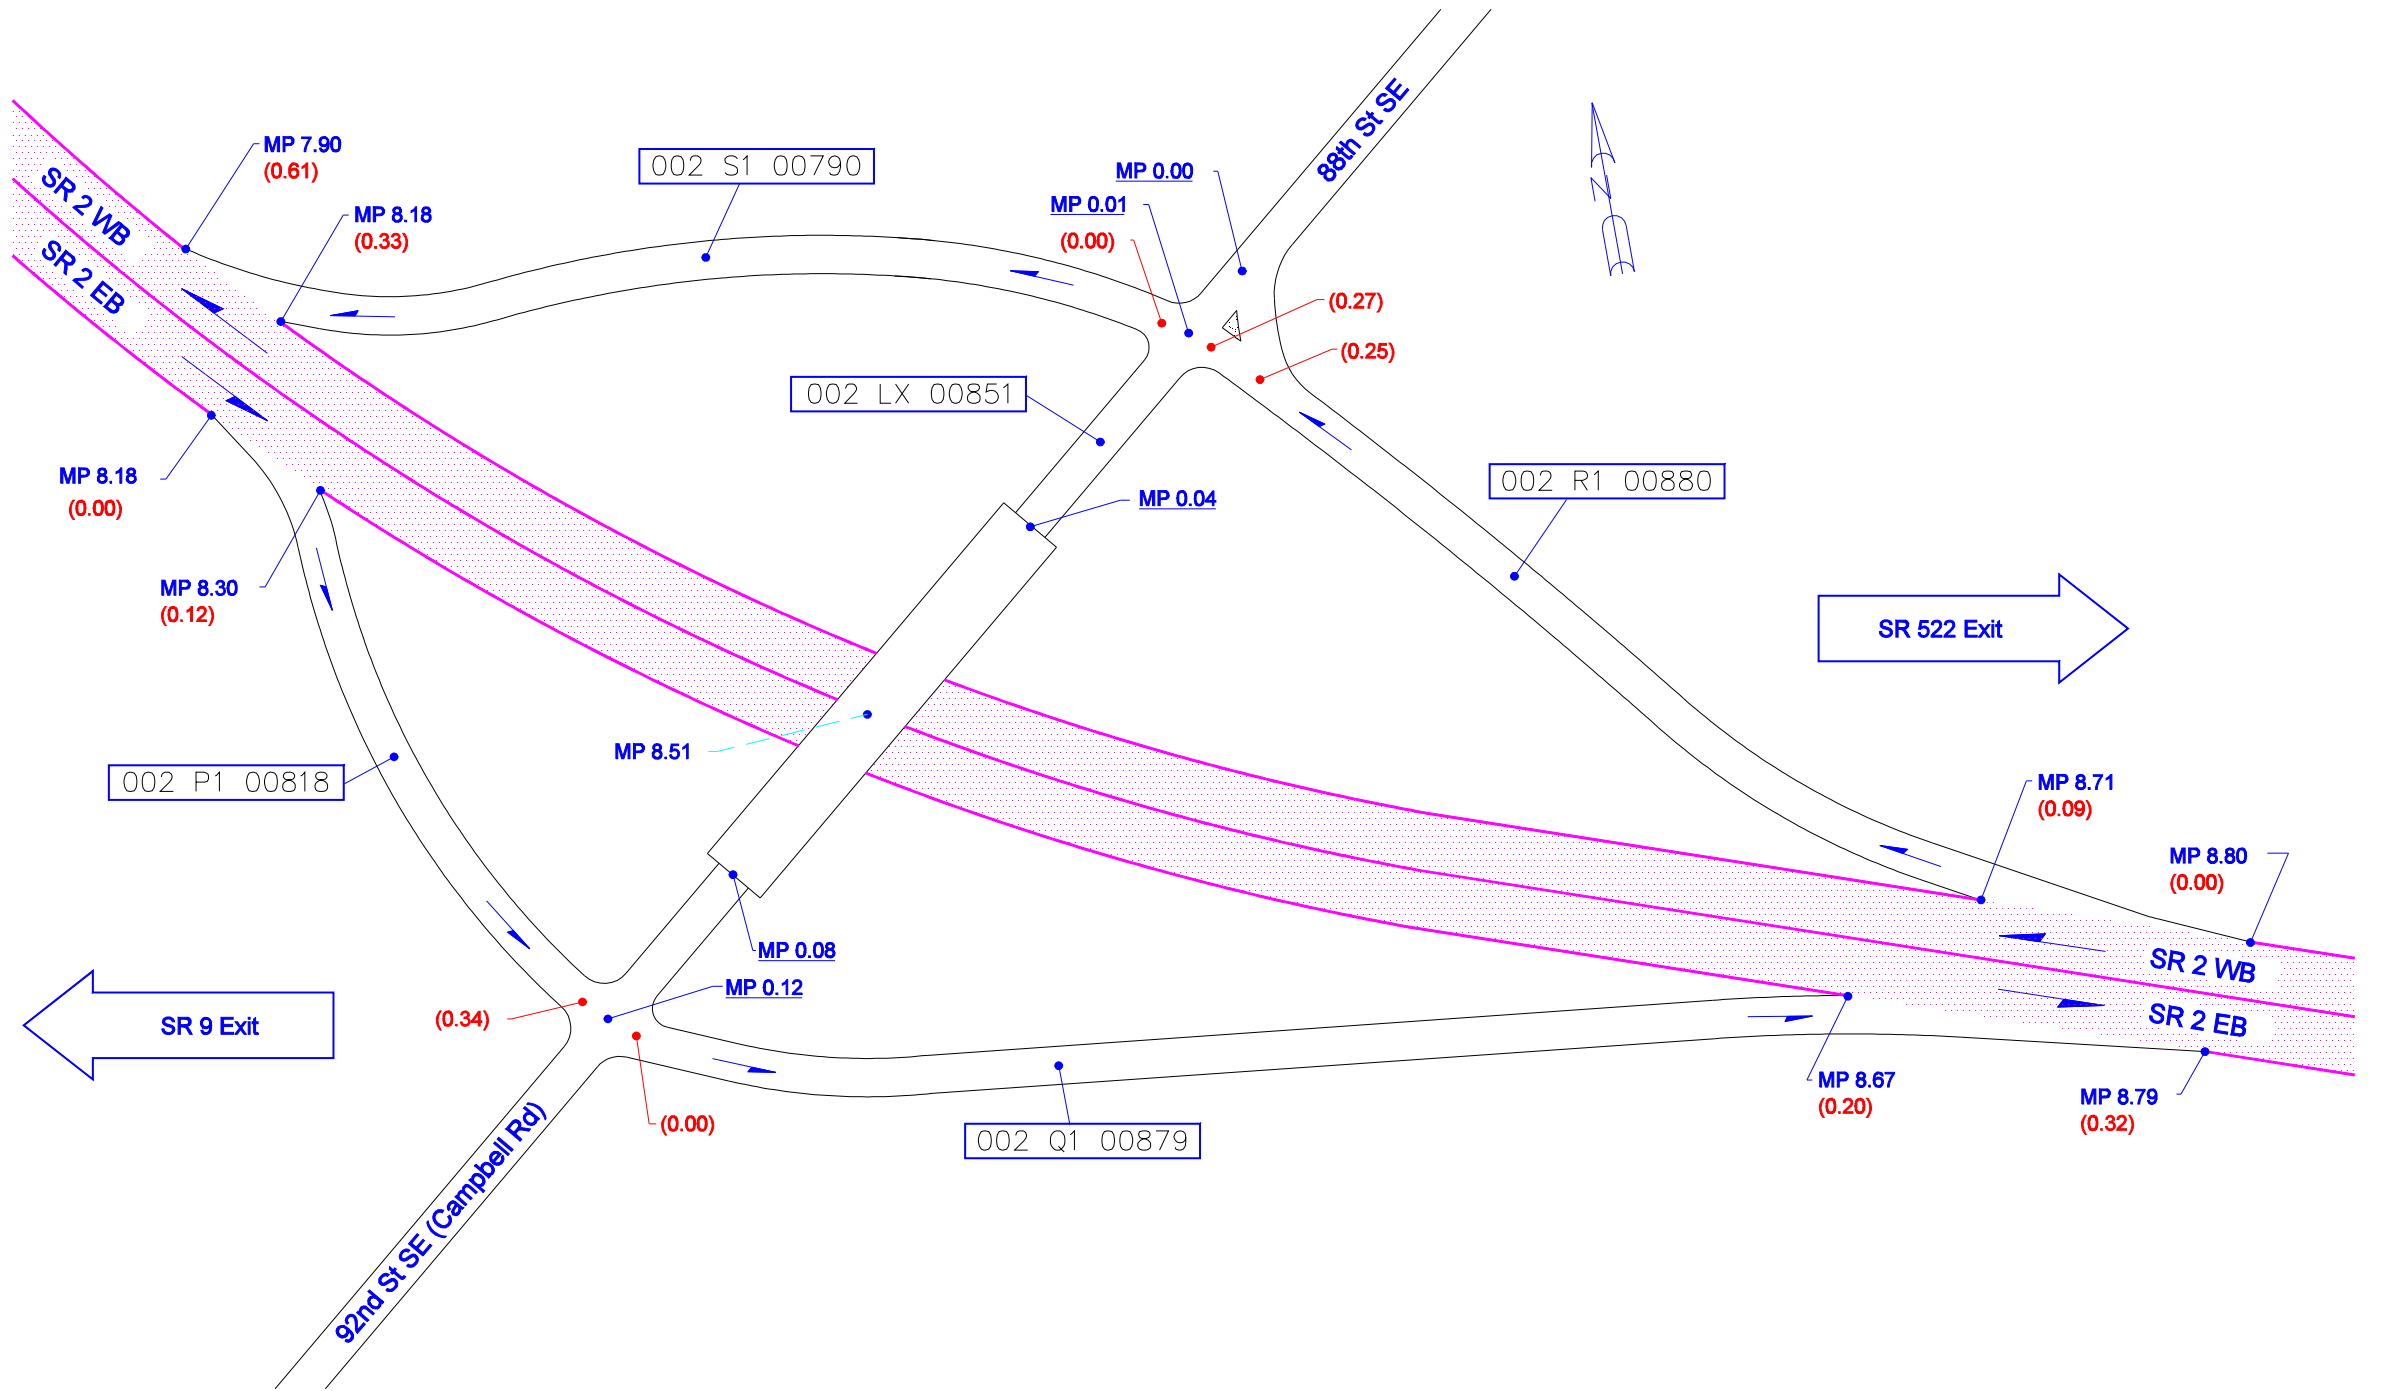 88th St SE
MP 7.90
(0.61)
002 S1 00790
MP 0.00
SR 2 WB
MP 8.18
(0.33)
MP 0.01
(0.00)
N
SR 2 EB
(0.27)
(0.25)
002 LX 00851
MP 8.18
(0.00)
MP 0.04
002 R1 00880
MP 8.30
(0.12)
SR 522 Exit
MP 8.51
002 P1 00818
MP 8.71
(0.09)
MP 8.80
(0.00)
MP 0.08
SR 2 WB
MP 0.12
(0.34)
SR 9 Exit
SR 2 EB
MP 8.67
(0.20)
MP 8.79
(0.32)
(0.00)
002 Q1 00879
92nd St SE (Campbell Rd)